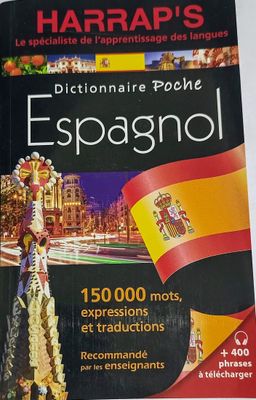 HARRAP'S
Le spécialiste de l'apprentissage des langues
Dictionnaire Poche
Espagnol
150 000 mots,
expressions
et traductions
Recommandé
par les enseignants
+ 400
phrases
à télécharger